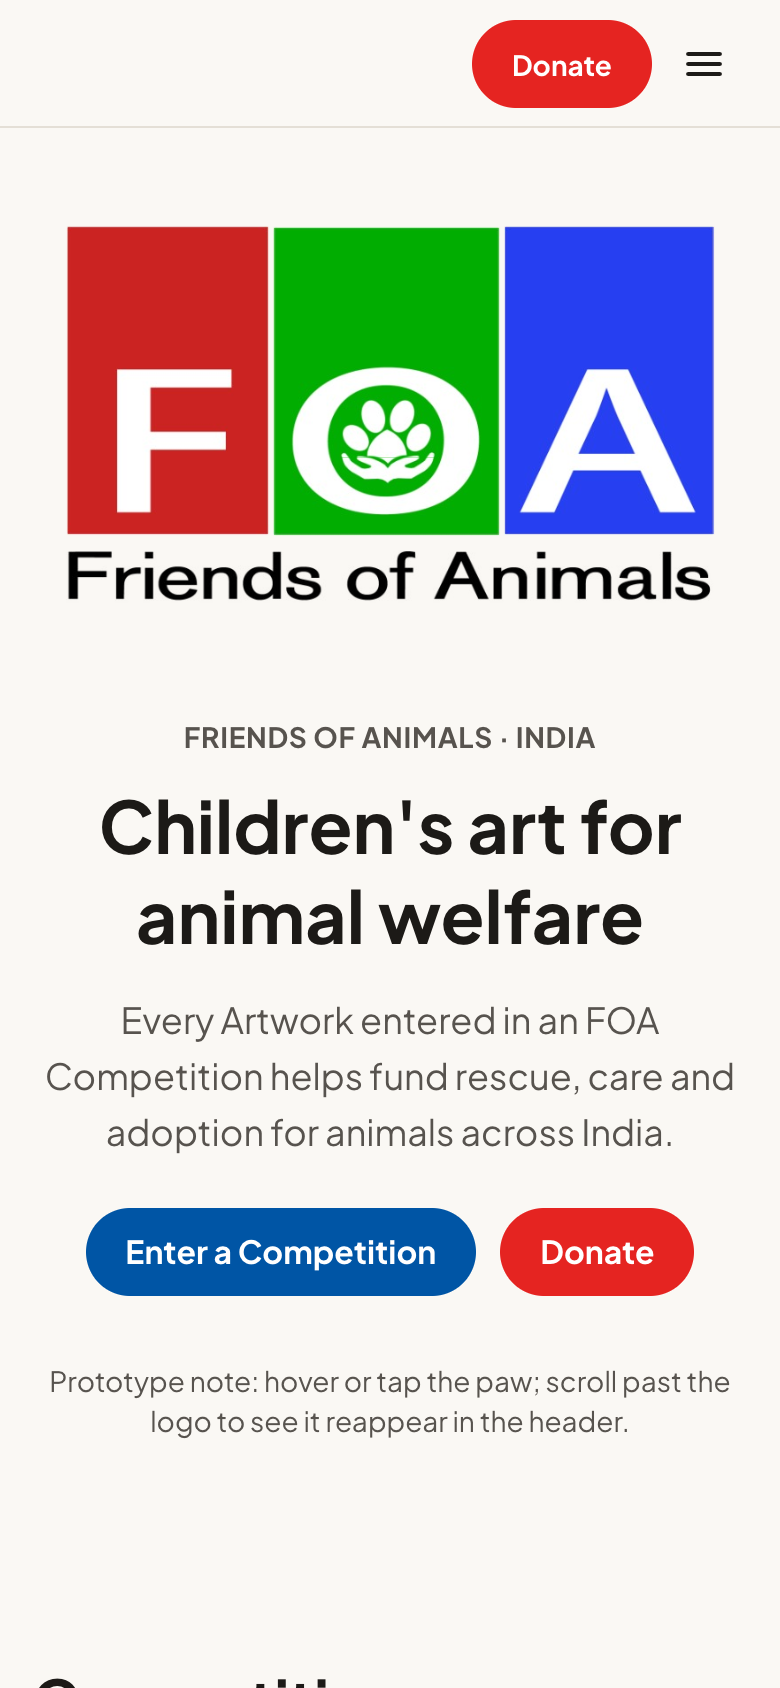 Donate
FOA
Friends of Animals
FRIENDS OF ANIMALS · INDIA
Children's art for
animal welfare
Every Artwork entered in an FOA
Competition helps fund rescue, care and
adoption for animals across India.
Enter a Competition
Donate
Prototype note: hover or tap the paw; scroll past the
logo to see it reappear in the header.